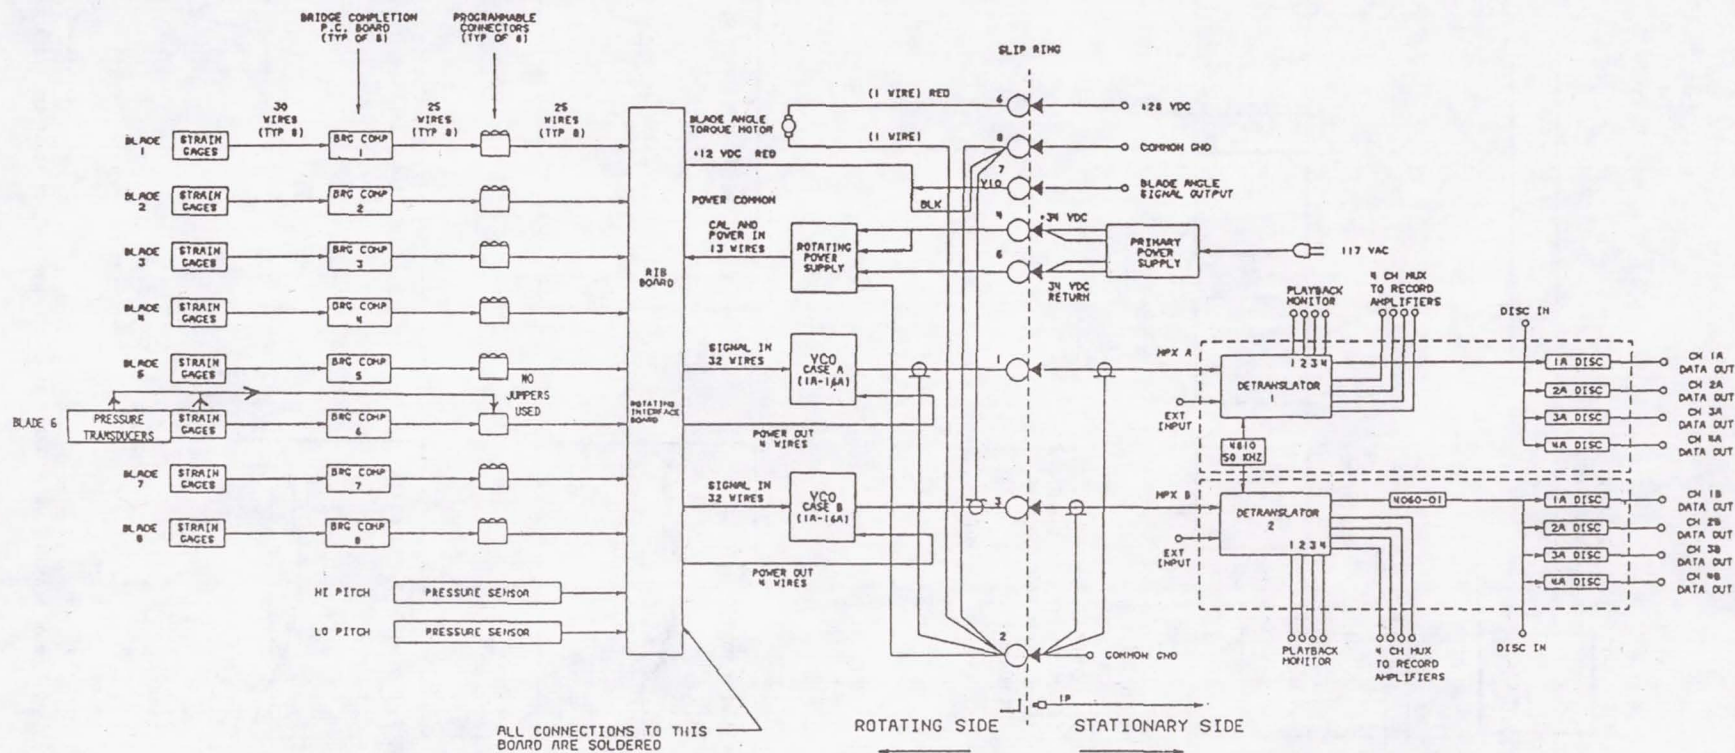 BRIDGE COMPLETION
P.C. BOARD
(TYP OF 8)
PROGRAMMABLE
CONNECTORS
(TYP OF 8)
30
WIRES
(TYP 8)
25
WIRES
(TYP 8)
25
WIRES
(TYP 8)
BLADE
1
STRAIN
GAGES
BRG COMP
1
BLADE
2
STRAIN
GAGES
BRG COMP
2
BLADE
3
STRAIN
GAGES
BRG COMP
3
BLADE
4
STRAIN
GAGES
BRG COMP
4
BLADE
5
STRAIN
GAGES
BRG COMP
5
NO
JUMPERS
USED
BLADE 6
PRESSURE
TRANSDUCERS
STRAIN
GAGES
BRG COMP
6
BLADE
7
STRAIN
GAGES
BRG COMP
7
BLADE
8
STRAIN
GAGES
BRG COMP
8
HI PITCH
PRESSURE SENSOR
LO PITCH
PRESSURE SENSOR
RIB
BOARD
ROTATING
INTERFACE
BOARD
ALL CONNECTIONS TO THIS
BOARD ARE SOLDERED
BLADE ANGLE
TORQUE MOTOR
+12 VDC RED
POWER COMMON
CAL AND
POWER IN
13 WIRES
SIGNAL IN
32 WIRES
POWER OUT
4 WIRES
SIGNAL IN
32 WIRES
POWER OUT
4 WIRES
(1 WIRE) RED
(1 WIRE)
BLK
ROTATING
POWER
SUPPLY
VCO
CASE A
(1A-16A)
VCO
CASE B
(1A-16A)
SLIP RING
6
8
7
VIO
4
5
1
3
2
+28 VDC
COMMON GND
BLADE ANGLE
SIGNAL OUTPUT
+34 VDC
34 VDC
RETURN
PRIMARY
POWER
SUPPLY
117 VAC
COMMON GND
1P
ROTATING SIDE
STATIONARY SIDE
MPX A
EXT
INPUT
PLAYBACK
MONITOR
4 CH MUX
TO RECORD
AMPLIFIERS
1 2 3 4
DETRANSLATOR
1
4610
50 KHZ
DISC IN
1A DISC
CH 1A
DATA OUT
2A DISC
CH 2A
DATA OUT
3A DISC
CH 3A
DATA OUT
4A DISC
CH 4A
DATA OUT
MPX B
EXT
INPUT
DETRANSLATOR
2
1 2 3 4
4060-01
1A DISC
CH 1B
DATA OUT
2A DISC
CH 2B
DATA OUT
3A DISC
CH 3B
DATA OUT
4A DISC
CH 4B
DATA OUT
PLAYBACK
MONITOR
4 CH MUX
TO RECORD
AMPLIFIERS
DISC IN